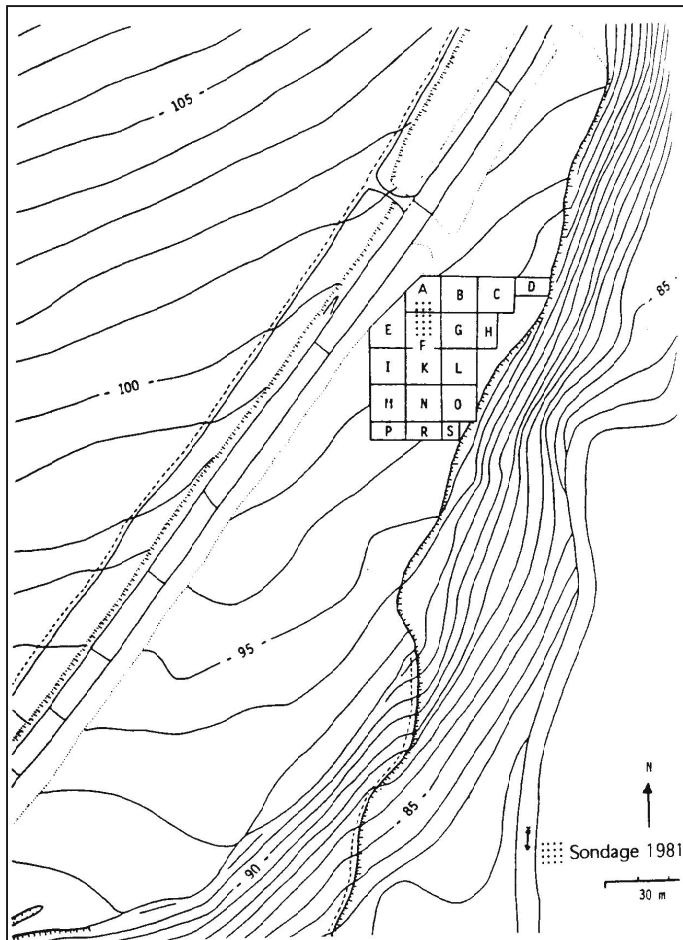 - 105 -
A B C D
- 85 -
E F G H
I K L
- 100 -
M N O
P R S
- 95 -
N
- 85 -
Sondage 1981
- 90 -
30 m